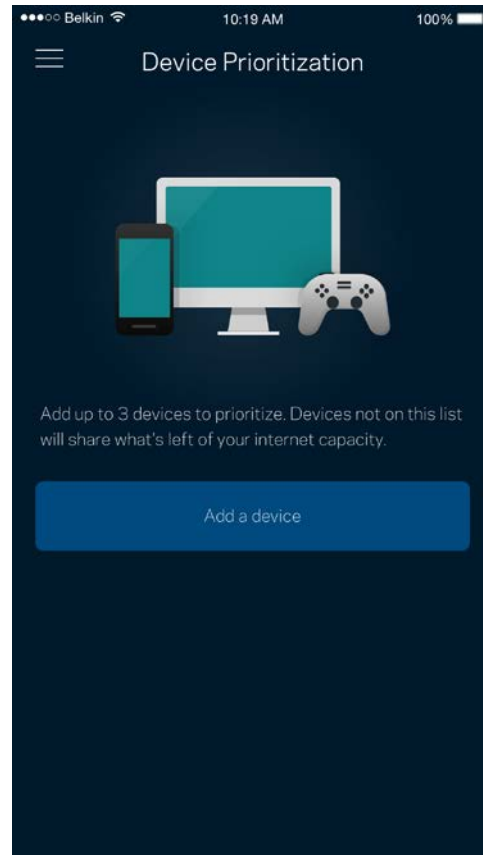 Belkin 10:19 AM 100%
Device Prioritization
Add up to 3 devices to prioritize. Devices not on this list
will share what's left of your internet capacity.
Add a device